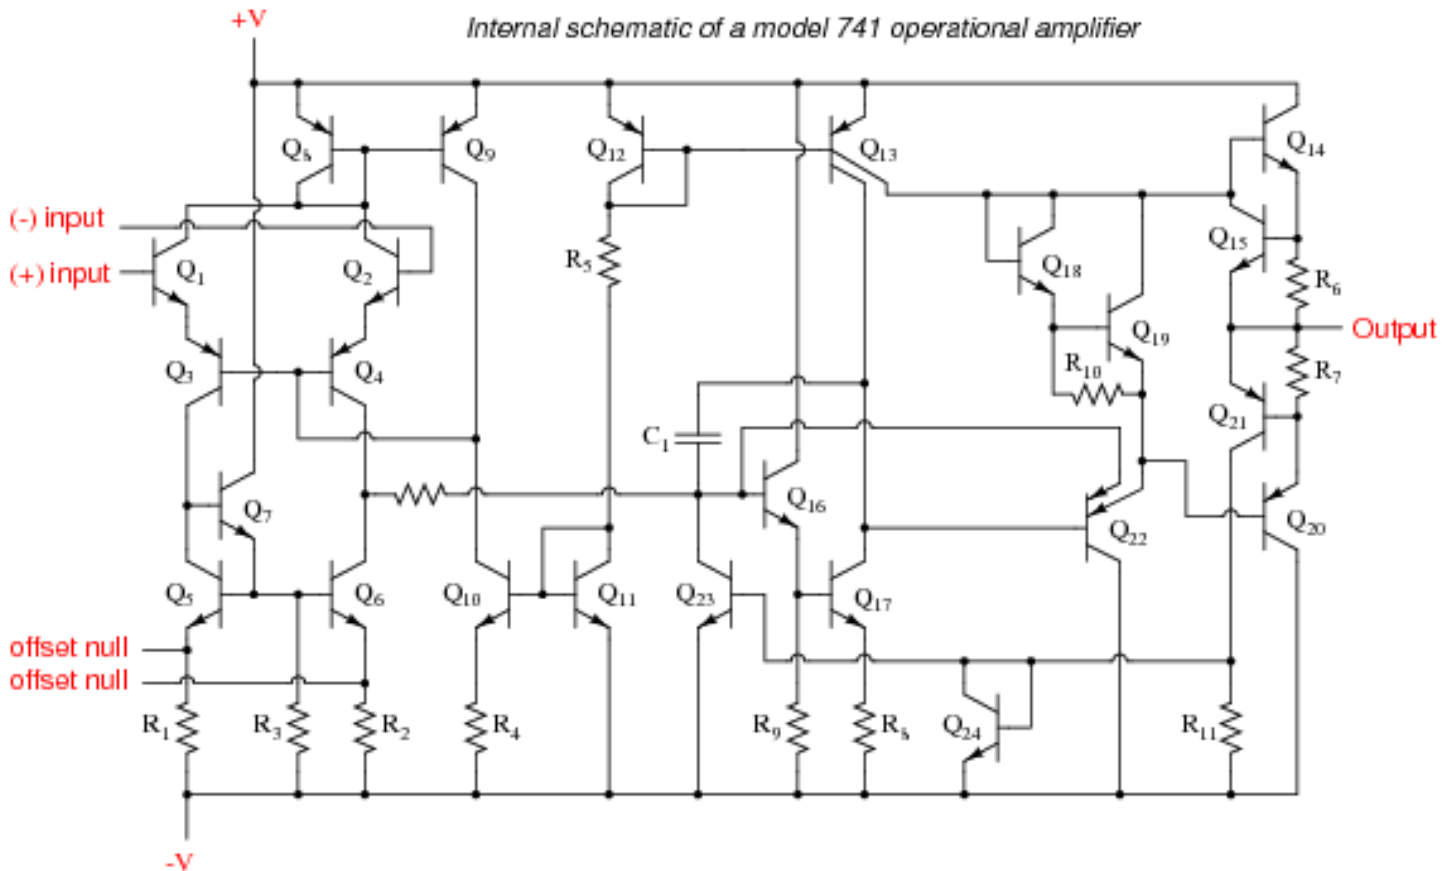 +V
Internal schematic of a model 741 operational amplifier
Q8
Q9
Q12
Q13
Q14
(-) input
(+) input
Q1
Q2
R5
Q18
Q15
R6
Q19
Output
Q3
Q4
R10
R7
C1
Q21
Q7
Q16
Q22
Q20
Q5
Q6
Q10
Q11
Q23
Q17
offset null
offset null
R1
R3
R2
R4
R9
R8
Q24
R11
-V